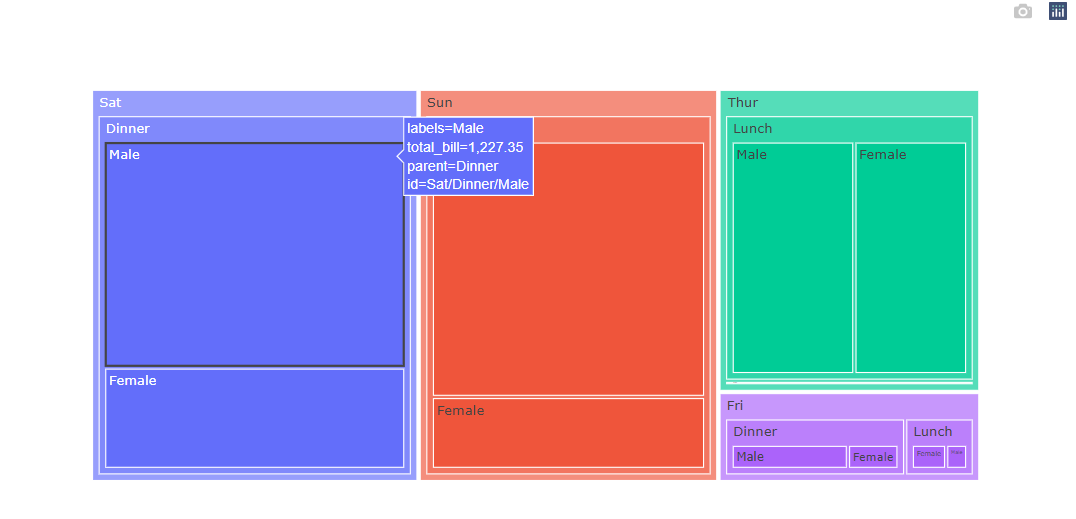 Sat
Dinner
Male
Female
labels=Male
total_bill=1,227.35
parent=Dinner
id=Sat/Dinner/Male
Sun
Female
Thur
Lunch
Male
Female
Fri
Dinner
Male
Female
Lunch
Female
Male